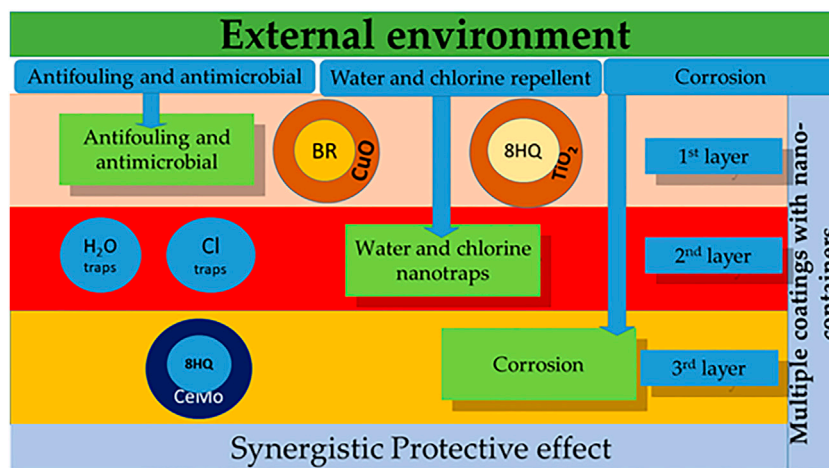 External environment
Antifouling and antimicrobial
Water and chlorine repellent
Corrosion
Antifouling and
antimicrobial
BR
CuO
8HQ
TiO₂
1st layer
H₂O
traps
Cl
traps
Water and chlorine
nanotraps
2nd layer
8HQ
CeMo
Corrosion
3rd layer
Multiple coatings with nano-
containers
Synergistic Protective effect